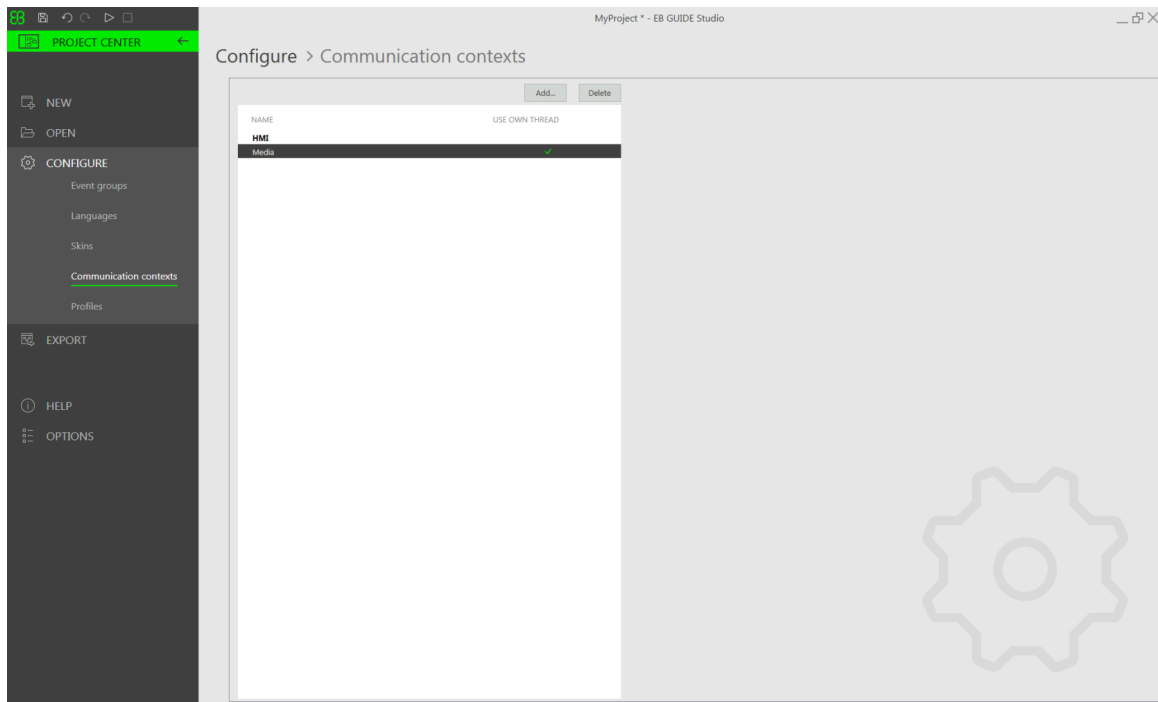 EB
MyProject * - EB GUIDE Studio
PROJECT CENTER
Configure > Communication contexts
NEW
OPEN
CONFIGURE
Event groups
Languages
Skins
Communication contexts
Profiles
EXPORT
HELP
OPTIONS
Add... Delete
NAME USE OWN THREAD
HMI
Media